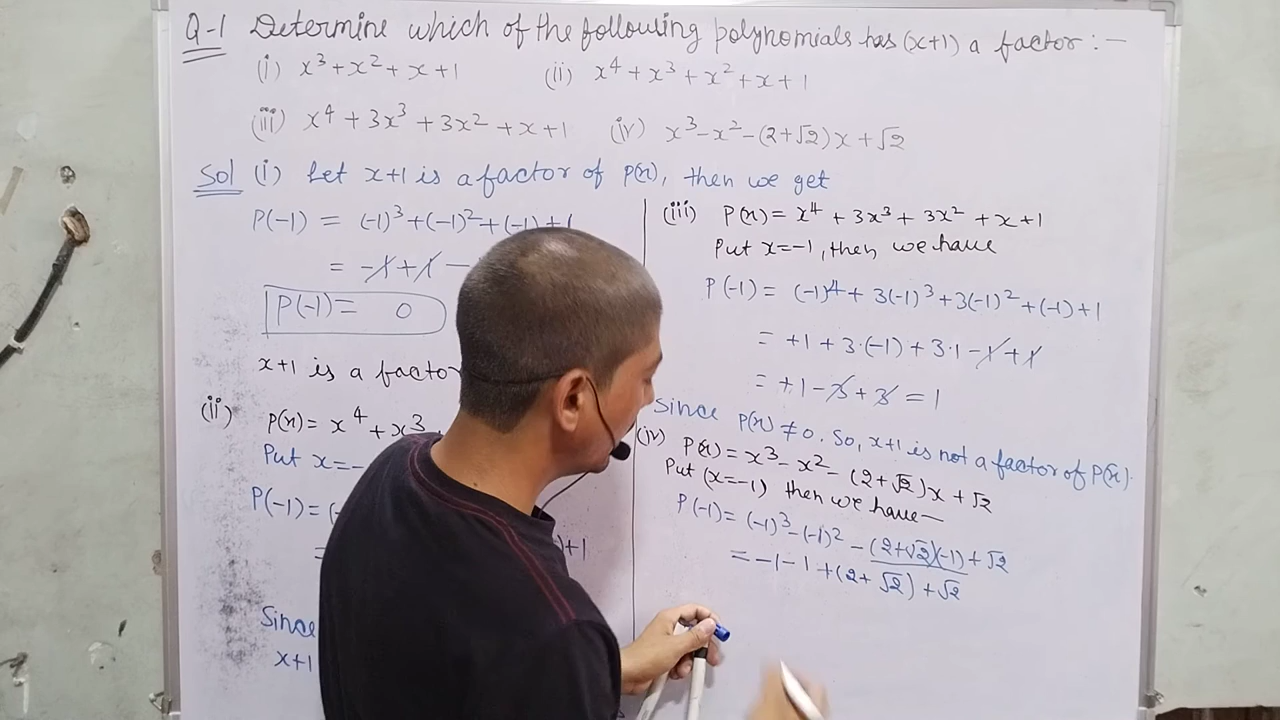 Q-1 Determine which of the following polynomials has (x+1) a factor :-
(i) x³+x²+x+1 (ii) x⁴+x³+x²+x+1
(iii) x⁴+3x³+3x²+x+1 (iv) x³-x²-(2+√2)x+√2
Sol (i) Let x+1 is a factor of P(x), then we get
P(-1) = (-1)³+(-1)²+(-1)+1
= -1+1-
P(-1) = 0
x+1 is a factor
(ii) P(x) = x⁴+x³
Put x=-
P(-1) = (-
= +1
Since
x+1
(iii) P(x) = x⁴+3x³+3x²+x+1
Put x=-1, then we have
P(-1) = (-1)⁴+3(-1)³+3(-1)²+(-1)+1
= +1+3·(-1)+3·1-1+1
= +1-3+3 = 1
Since P(x) ≠ 0. So, x+1 is not a factor of P(x).
(iv) P(x) = x³-x²-(2+√2)x+√2
Put (x=-1) then we have—
P(-1) = (-1)³-(-1)²-(2+√2)(-1)+√2
= -1-1+(2+√2)+√2